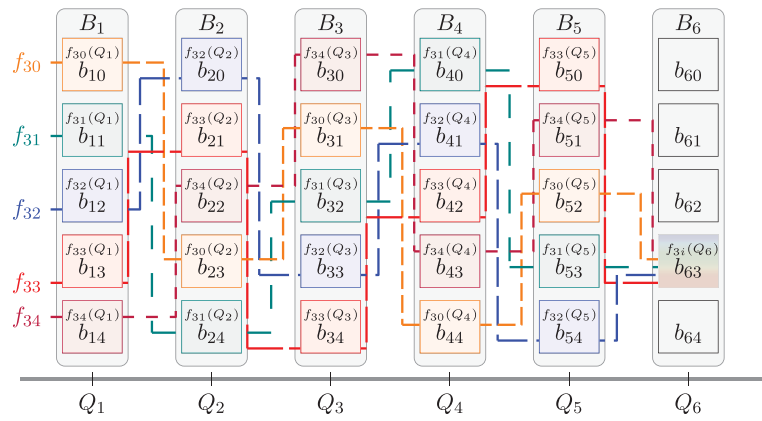 B1 B2 B3 B4 B5 B6
f30(Q1) f32(Q2) f34(Q3) f31(Q4) f33(Q5)
f30 b10 b20 b30 b40 b50 b60
f31(Q1) f33(Q2) f30(Q3) f32(Q4) f34(Q5)
f31 b11 b21 b31 b41 b51 b61
f32(Q1) f34(Q2) f31(Q3) f33(Q4) f30(Q5)
f32 b12 b22 b32 b42 b52 b62
f33(Q1) f30(Q2) f32(Q3) f34(Q4) f31(Q5) f3i(Q6)
f33 b13 b23 b33 b43 b53 b63
f34(Q1) f31(Q2) f33(Q3) f30(Q4) f32(Q5)
f34 b14 b24 b34 b44 b54 b64
Q1 Q2 Q3 Q4 Q5 Q6